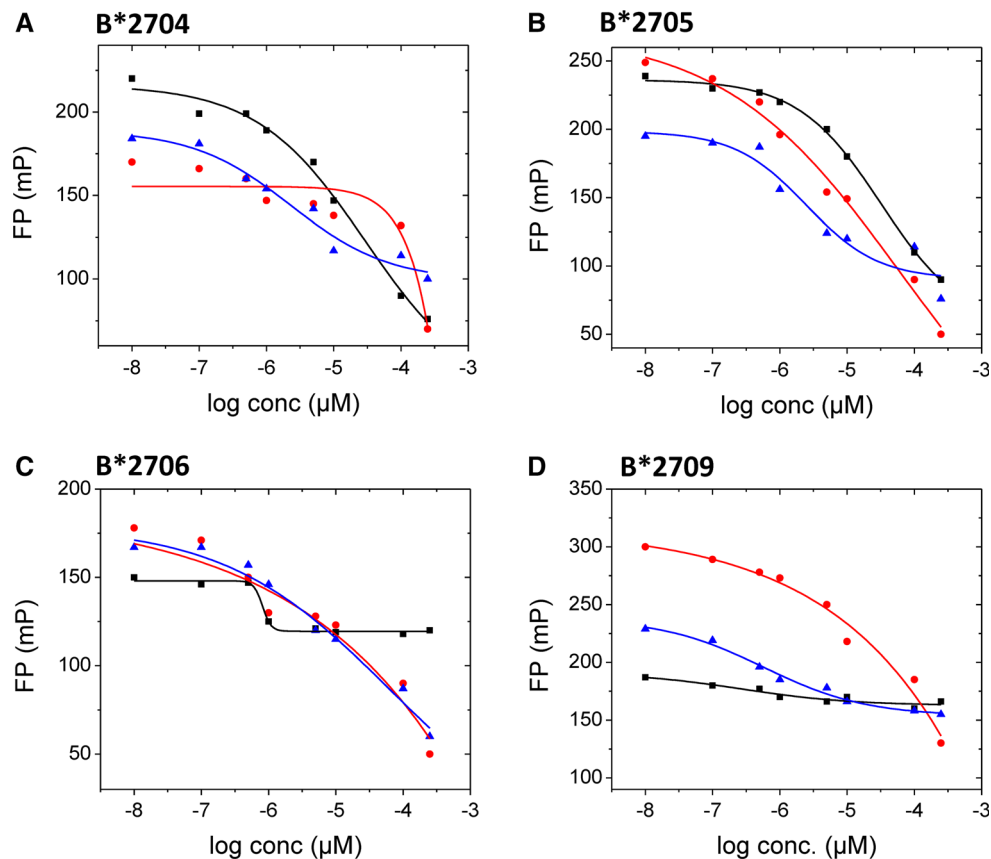 A B*2704
200
150
100
FP (mP)
-8 -7 -6 -5 -4 -3
log conc (µM)
B B*2705
250
200
150
100
50
FP (mP)
-8 -7 -6 -5 -4 -3
log conc (µM)
C B*2706
200
150
100
50
FP (mP)
-8 -7 -6 -5 -4 -3
log conc (µM)
D B*2709
350
300
250
200
150
100
FP (mP)
-8 -7 -6 -5 -4 -3
log conc. (µM)